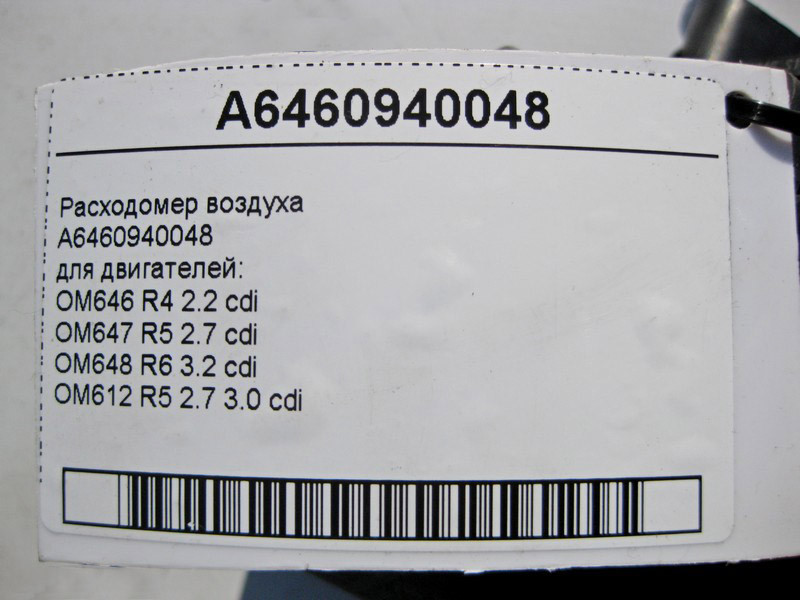 A6460940048
Расходомер воздуха
A6460940048
для двигателей:
OM646 R4 2.2 cdi
OM647 R5 2.7 cdi
OM648 R6 3.2 cdi
OM612 R5 2.7 3.0 cdi